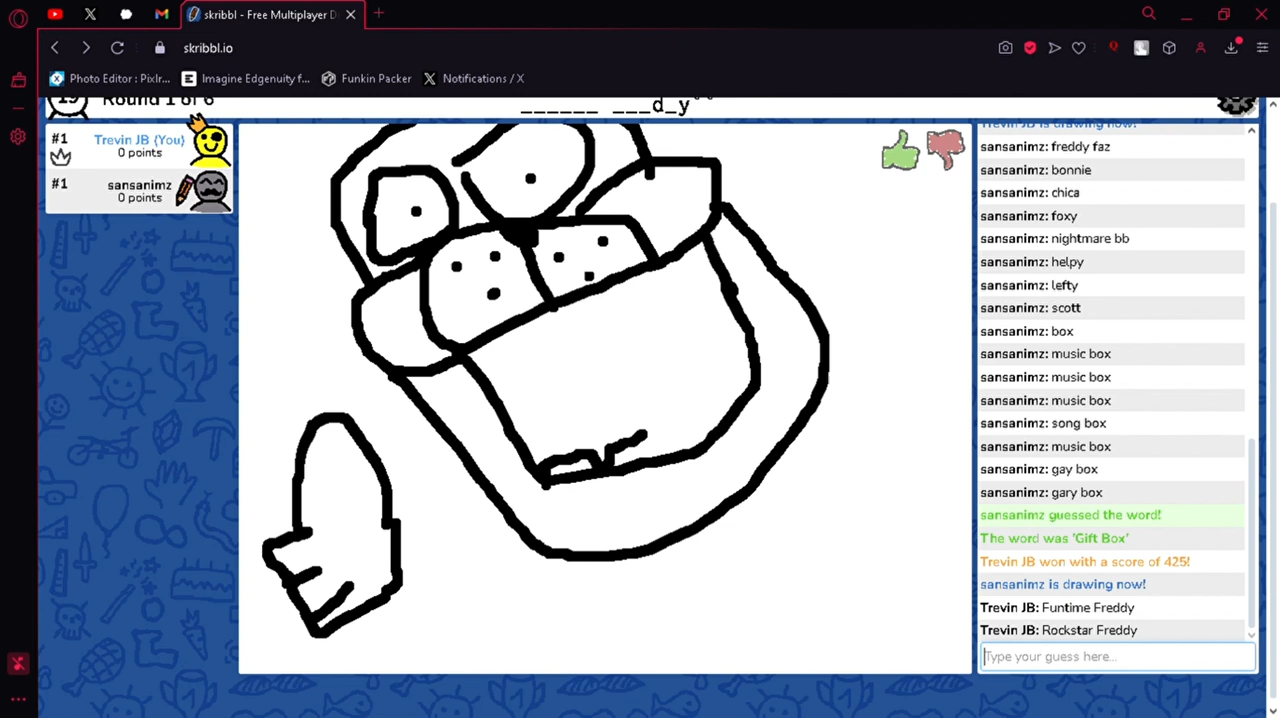 skribbl - Free Multiplayer D
skribbl.io
Photo Editor : Pixlr... Imagine Edgenuity f... Funkin Packer Notifications / X
Round 1 of 6 ______ ___d_y
#1 Trevin JB (You)
0 points
#1 sansanimz
0 points
Trevin JB is drawing now!
sansanimz: freddy faz
sansanimz: bonnie
sansanimz: chica
sansanimz: foxy
sansanimz: nightmare bb
sansanimz: helpy
sansanimz: lefty
sansanimz: scott
sansanimz: box
sansanimz: music box
sansanimz: music box
sansanimz: music box
sansanimz: song box
sansanimz: music box
sansanimz: gay box
sansanimz: gary box
sansanimz guessed the word!
The word was 'Gift Box'
Trevin JB won with a score of 425!
sansanimz is drawing now!
Trevin JB: Funtime Freddy
Trevin JB: Rockstar Freddy
Type your guess here...